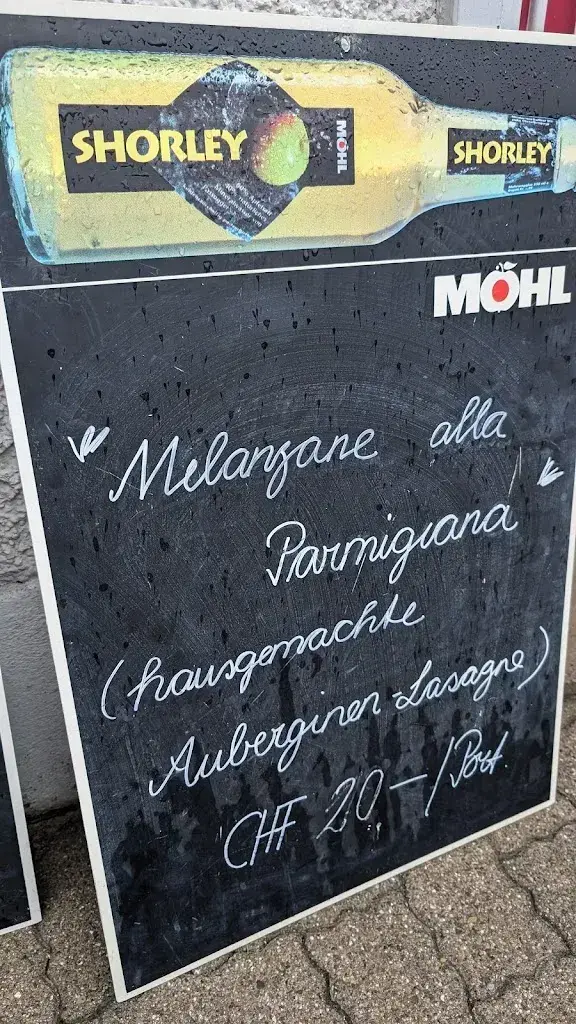 SHORLEY
MÖHL
SHORLEY
MÖHL
"Melanzane alla
Parmigiana"
(hausgemachte
Auberginen-Lasagne)
CHF 20.-/Port.